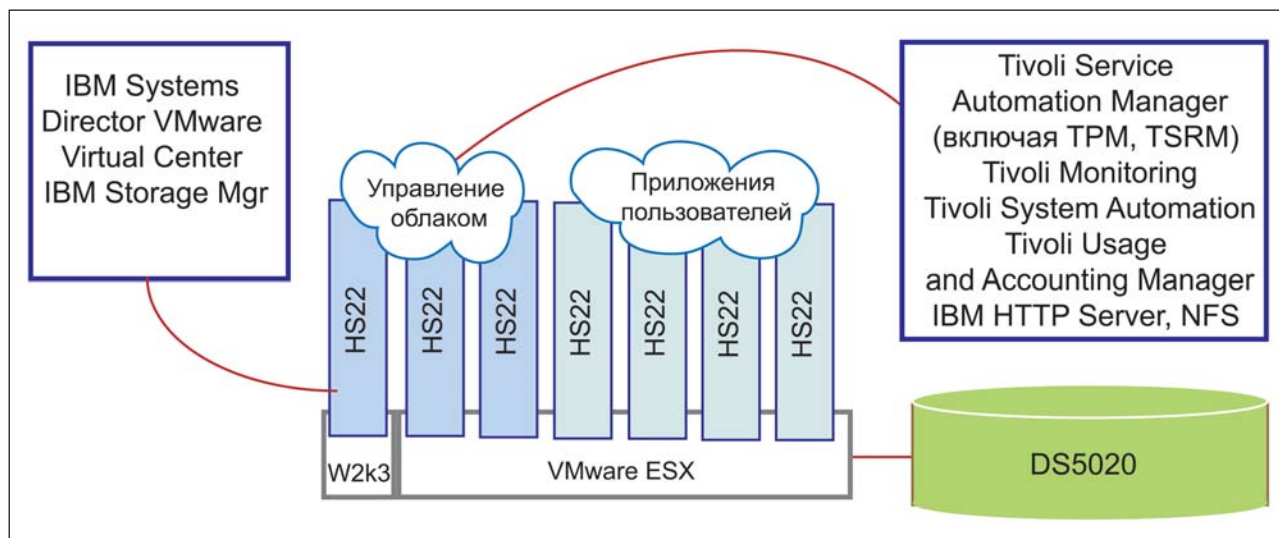 IBM Systems
Director VMware
Virtual Center
IBM Storage Mgr
Управление
облаком
Приложения
пользователей
Tivoli Service
Automation Manager
(включая TPM, TSRM)
Tivoli Monitoring
Tivoli System Automation
Tivoli Usage
and Accounting Manager
IBM HTTP Server, NFS
HS22
HS22
HS22
HS22
HS22
HS22
HS22
W2k3
VMware ESX
DS5020